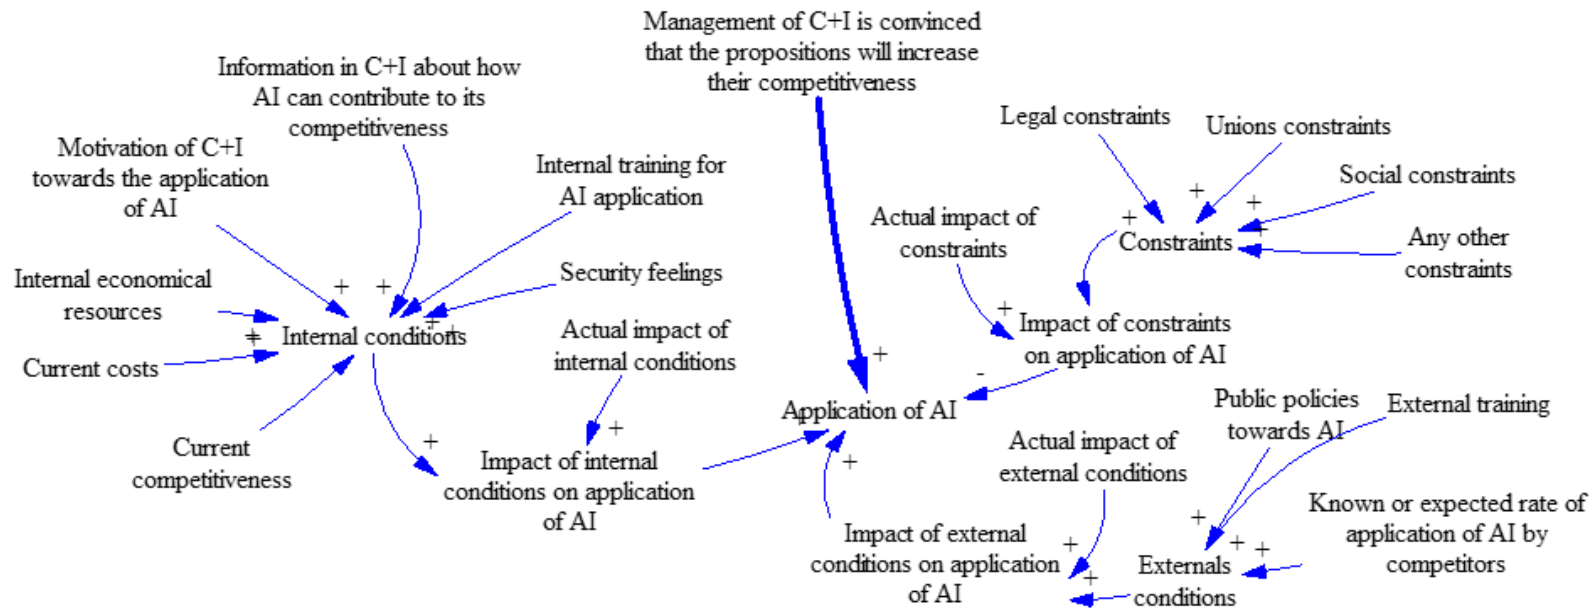 Management of C+I is convinced
that the propositions will increase
their competitiveness
Information in C+I about how
AI can contribute to its
competitiveness
Motivation of C+I
towards the application
of AI
Internal training for
AI application
Security feelings
Internal economical
resources
Internal conditions
Current costs
Current
competitiveness
Actual impact of
internal conditions
Impact of internal
conditions on application
of AI
Application of AI
Legal constraints
Unions constraints
Social constraints
Any other
constraints
Constraints
Actual impact of
constraints
Impact of constraints
on application of AI
Public policies
towards AI
External training
Actual impact of
external conditions
Known or expected rate of
application of AI by
competitors
Externals
conditions
Impact of external
conditions on application
of AI
+
+
+
+
+
+
+
+
+
+
-
+
+
+
+
+
+
+
+
+
+
+
+